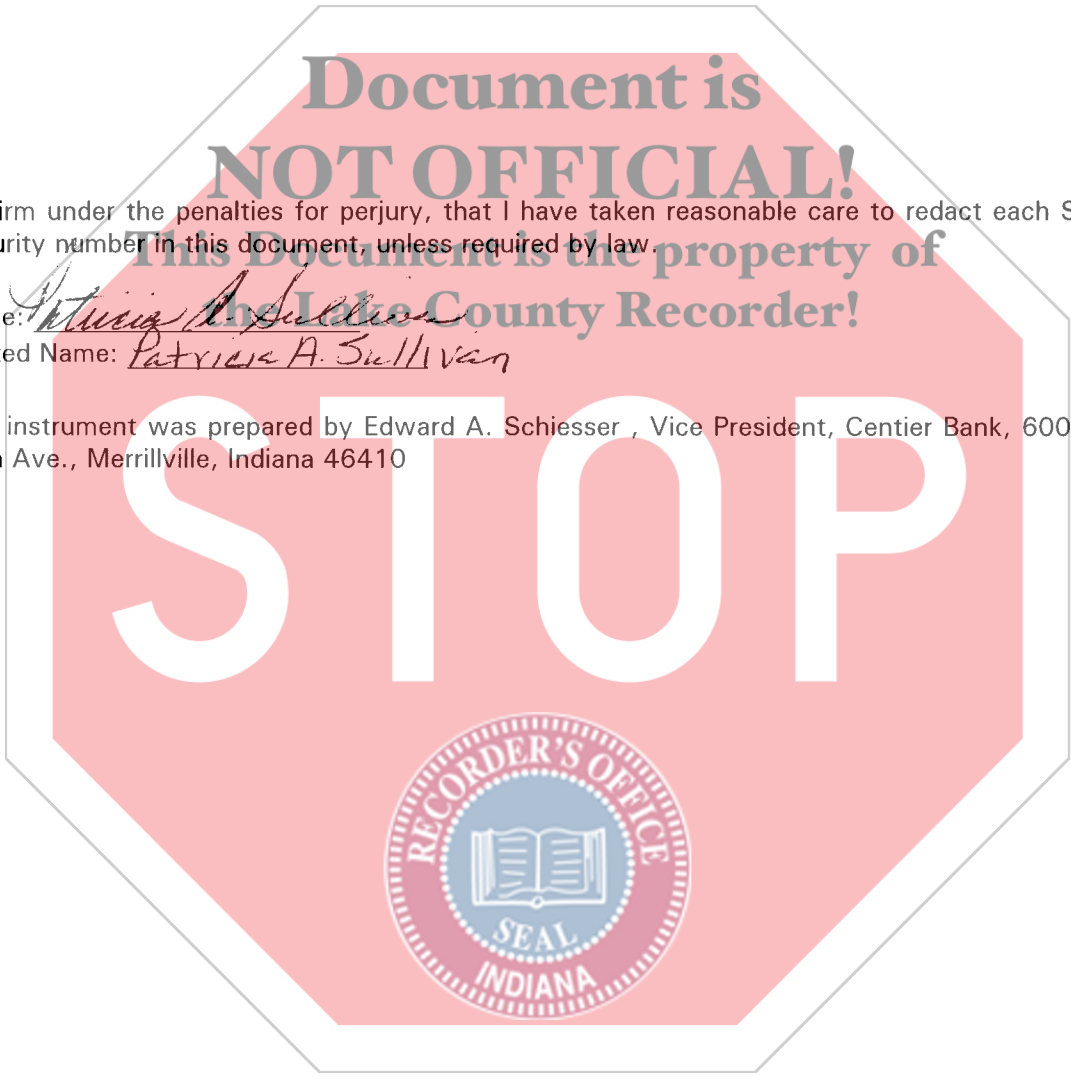 Document is
NOT OFFICIAL!
irm under the penalties for perjury, that I have taken reasonable care to redact each S
urity number in this document, unless required by law.
This Document is the property of
the Lake County Recorder!
e: Patricia A. Sullivan
ed Name: Patricia A. Sullivan
instrument was prepared by Edward A. Schiesser , Vice President, Centier Bank, 600
Ave., Merrillville, Indiana 46410
STOP
RECORDER'S OFFICE
SEAL
INDIANA